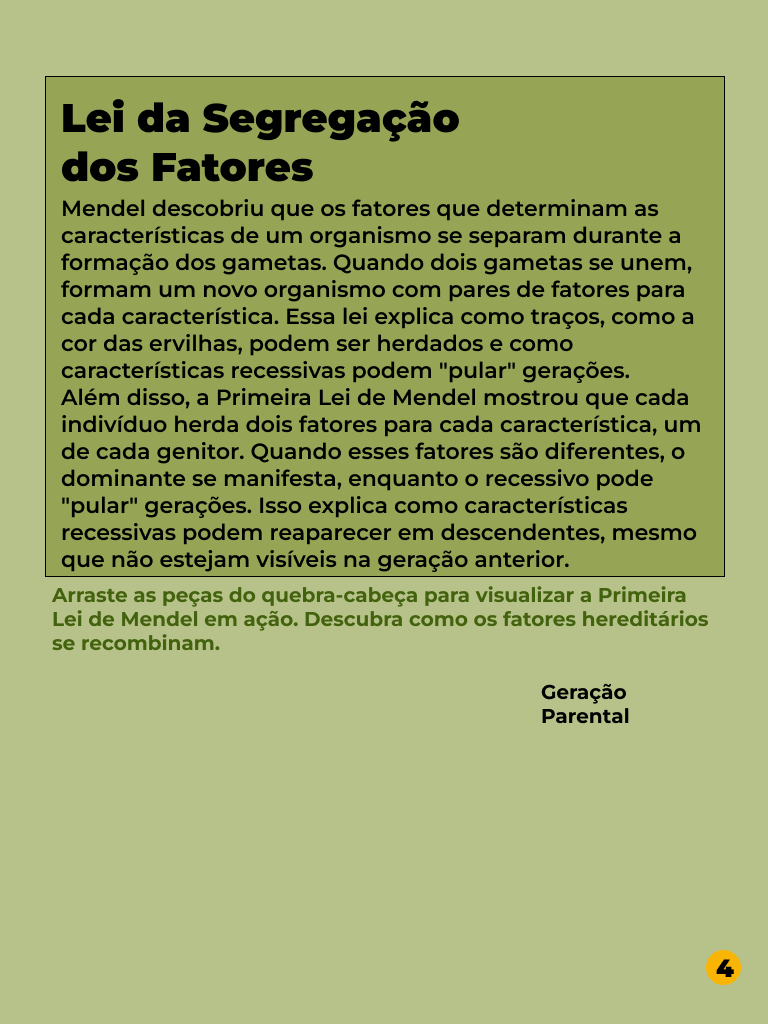 Lei da Segregação
dos Fatores
Mendel descobriu que os fatores que determinam as
características de um organismo se separam durante a
formação dos gametas. Quando dois gametas se unem,
formam um novo organismo com pares de fatores para
cada característica. Essa lei explica como traços, como a
cor das ervilhas, podem ser herdados e como
características recessivas podem "pular" gerações.
Além disso, a Primeira Lei de Mendel mostrou que cada
indivíduo herda dois fatores para cada característica, um
de cada genitor. Quando esses fatores são diferentes, o
dominante se manifesta, enquanto o recessivo pode
"pular" gerações. Isso explica como características
recessivas podem reaparecer em descendentes, mesmo
que não estejam visíveis na geração anterior.
Arraste as peças do quebra-cabeça para visualizar a Primeira
Lei de Mendel em ação. Descubra como os fatores hereditários
se recombinam.
Geração
Parental
4